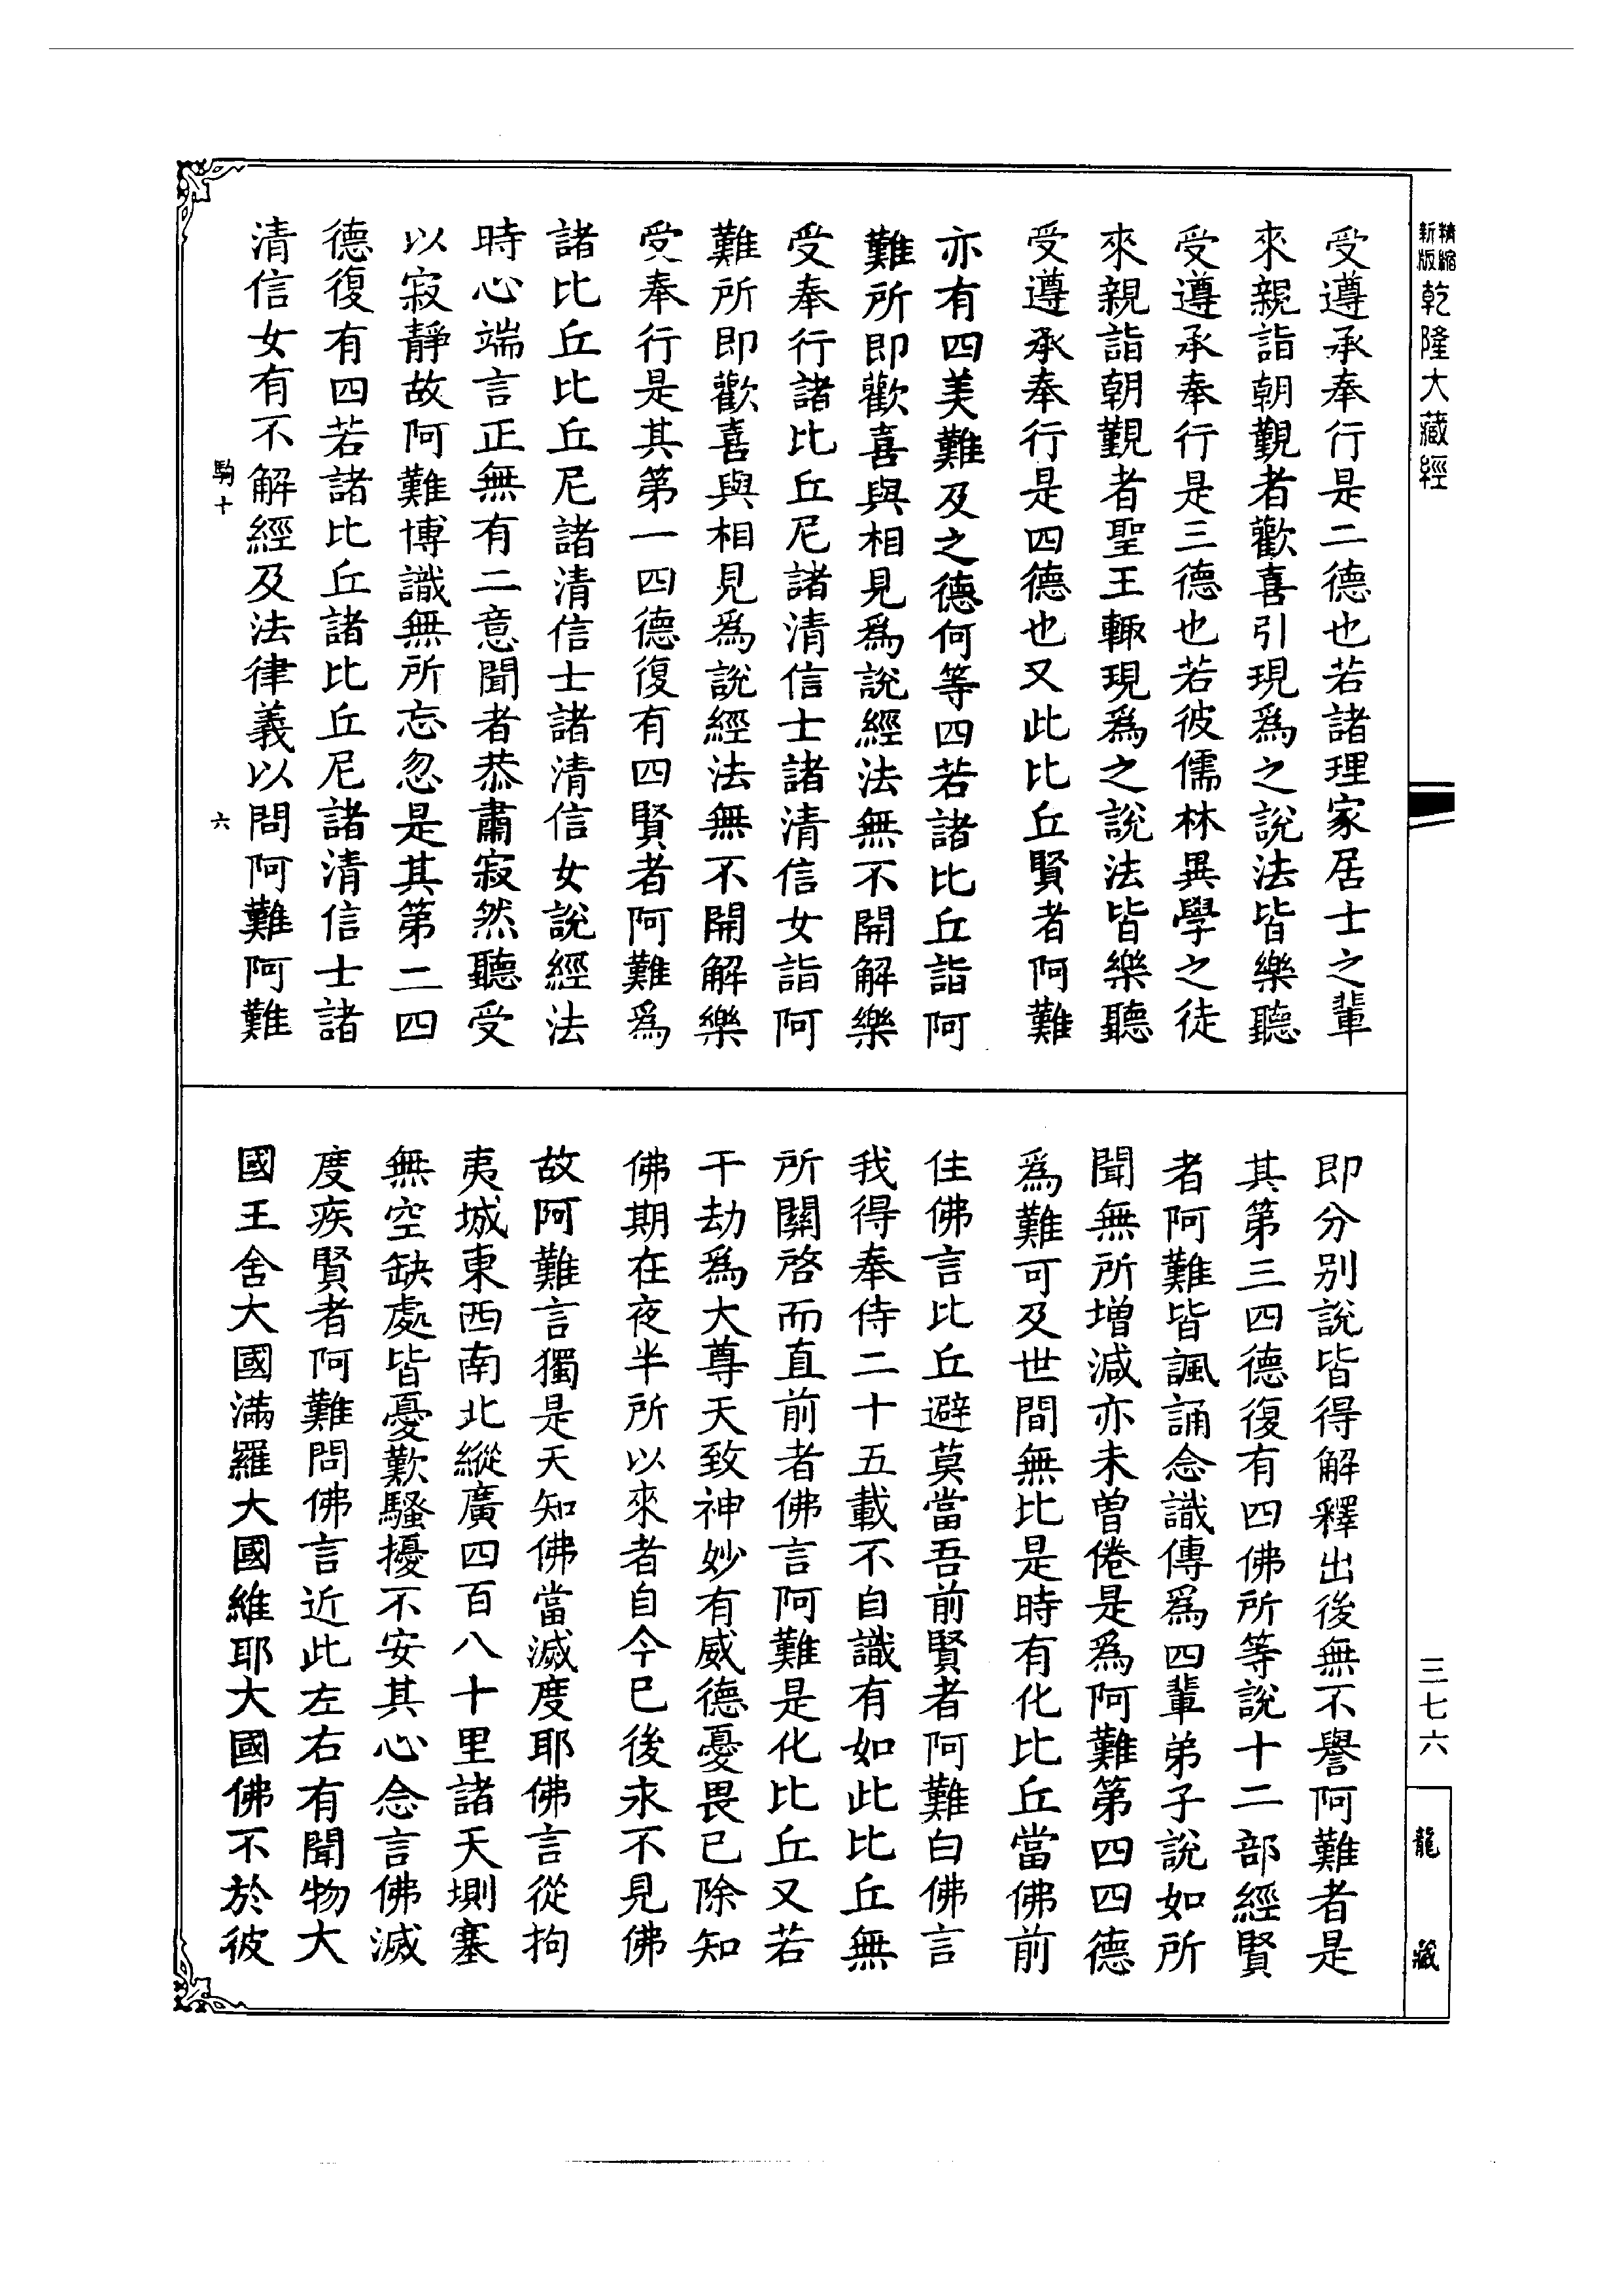 精縮新版乾隆大藏經
受遵承奉行是二德也若諸理家居士之輩
來親詣朝覲者歡喜引現爲之說法皆樂聽
受遵承奉行是三德也若彼儒林異學之徒
來親詣朝覲者聖王輙現爲之說法皆樂聽
受遵承奉行是四德也又此比丘賢者阿難
亦有四美難及之德何等四若諸比丘詣阿
難所即歡喜與相見爲說經法無不開解樂
受奉行諸比丘尼諸清信士諸清信女詣阿
難所即歡喜與相見爲說經法無不開解樂
受奉行是其第一四德復有四賢者阿難爲
諸比丘比丘尼諸清信士諸清信女說經法
時心端言正無有二意聞者恭肅寂然聽受
以寂靜故阿難博識無所忘忽是其第二四
德復有四若諸比丘諸比丘尼諸清信士諸
清信女有不解經及法律義以問阿難阿難
駒十
六
即分別說皆得解釋出後無不譽阿難者是
其第三四德復有四佛所等說十二部經賢
者阿難皆諷誦念識傳爲四輩弟子說如所
聞無所增減亦未曾倦是爲阿難第四四德
爲難可及世間無比是時有化比丘當佛前
住佛言比丘避莫當吾前賢者阿難白佛言
我得奉侍二十五載不自識有如此比丘無
所關啓而直前者佛言阿難是化比丘又若
干劫爲大尊天致神妙有威德憂畏已除知
佛期在夜半所以來者自今已後永不見佛
故阿難言獨是天知佛當滅度耶佛言從拘
夷城東西南北縱廣四百八十里諸天塡塞
無空缺處皆憂歎騷擾不安其心念言佛滅
度疾賢者阿難問佛言近此左右有聞物大
國王舍大國滿羅大國維耶大國佛不於彼
三七六
龍藏